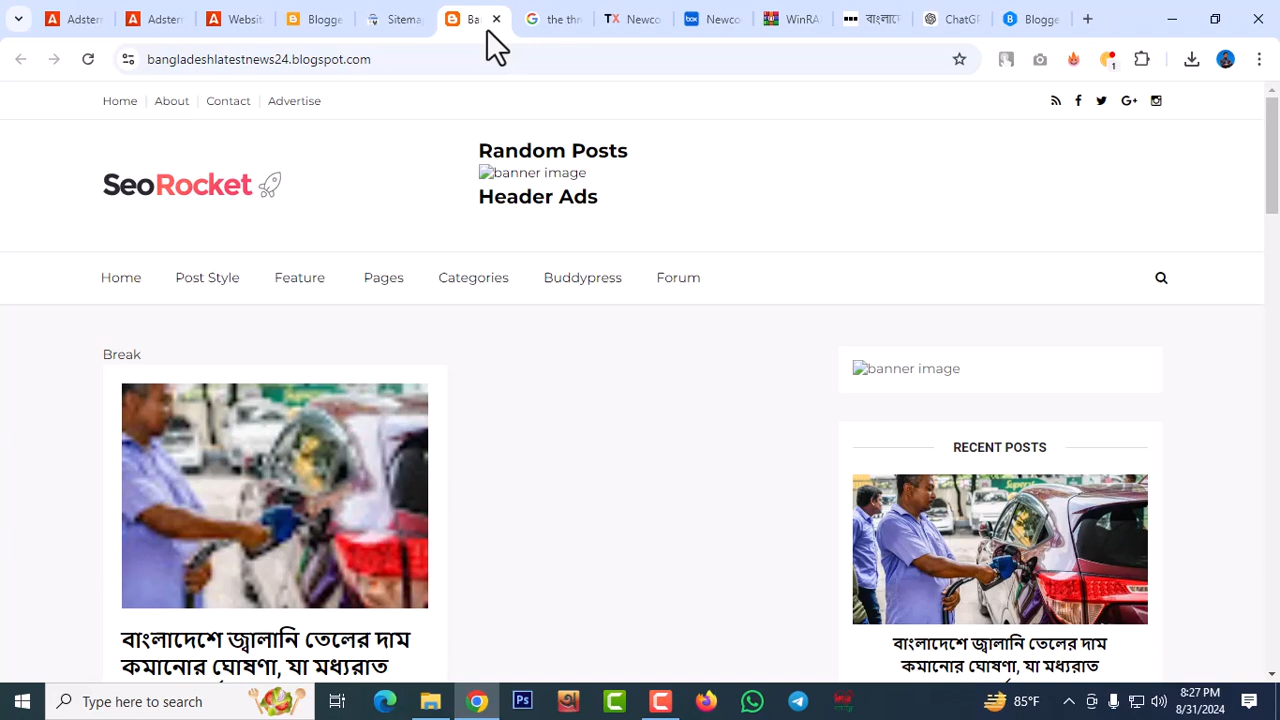 Adstern
Adstern
Websit
Blogge
Sitema
Ba
the thr
Newco
Newco
WinRA
বাংলাদে
ChatGP
Blogge
bangladeshlatestnews24.blogspot.com
1
Home About Contact Advertise
Random Posts
banner image
Header Ads
SeoRocket
Home Post Style Feature Pages Categories Buddypress Forum
Break
banner image
RECENT POSTS
বাংলাদেশে জ্বালানি তেলের দাম
কমানোর ঘোষণা, যা মধ্যরাত
বাংলাদেশে জ্বালানি তেলের দাম
কমানোর ঘোষণা, যা মধ্যরাত
Type here to search
85°F
8:27 PM
8/31/2024